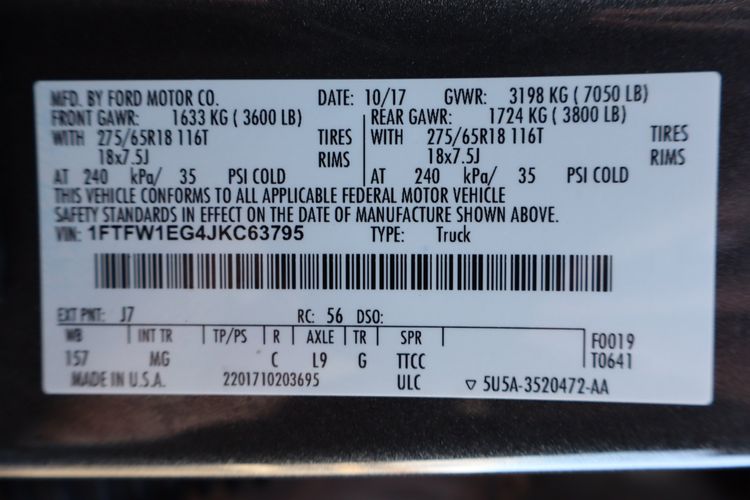 MFD. BY FORD MOTOR CO. DATE: 10/17 GVWR: 3198 KG ( 7050 LB)
FRONT GAWR: 1633 KG ( 3600 LB) REAR GAWR: 1724 KG ( 3800 LB)
WITH 275/65R18 116T TIRES WITH 275/65R18 116T TIRES
18x7.5J RIMS 18x7.5J RIMS
AT 240 kPa/ 35 PSI COLD AT 240 kPa/ 35 PSI COLD
THIS VEHICLE CONFORMS TO ALL APPLICABLE FEDERAL MOTOR VEHICLE
SAFETY STANDARDS IN EFFECT ON THE DATE OF MANUFACTURE SHOWN ABOVE.
VIN: 1FTFW1EG4JKC63795 TYPE: Truck
EXT PNT: J7 RC: 56 DSO:
WB INT TR TP/PS R AXLE TR SPR F0019
157 MG C L9 G TTCC T0641
MADE IN U.S.A. 2201710203695 ULC ▽ 5U5A-3520472-AA